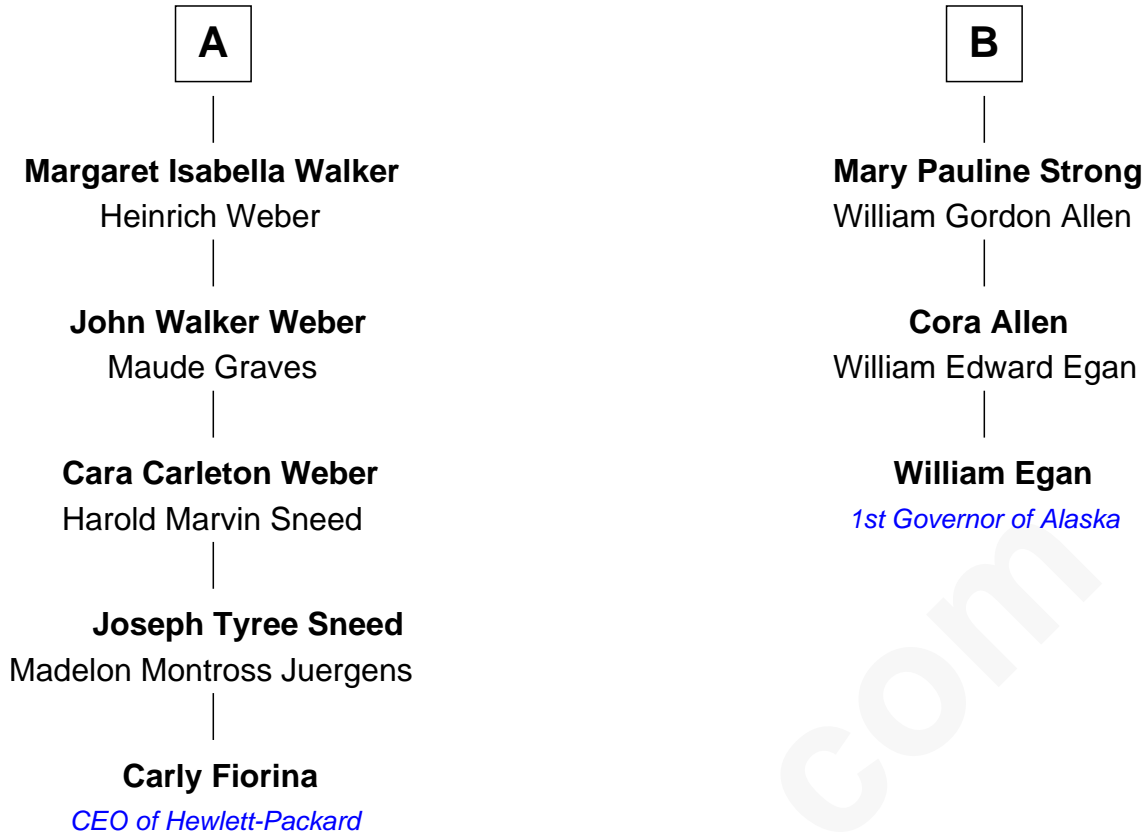 A
Margaret Isabella Walker
Heinrich Weber
John Walker Weber
Maude Graves
Cara Carleton Weber
Harold Marvin Sneed
Joseph Tyree Sneed
Madelon Montross Juergens
Carly Fiorina
CEO of Hewlett-Packard
B
Mary Pauline Strong
William Gordon Allen
Cora Allen
William Edward Egan
William Egan
1st Governor of Alaska
com